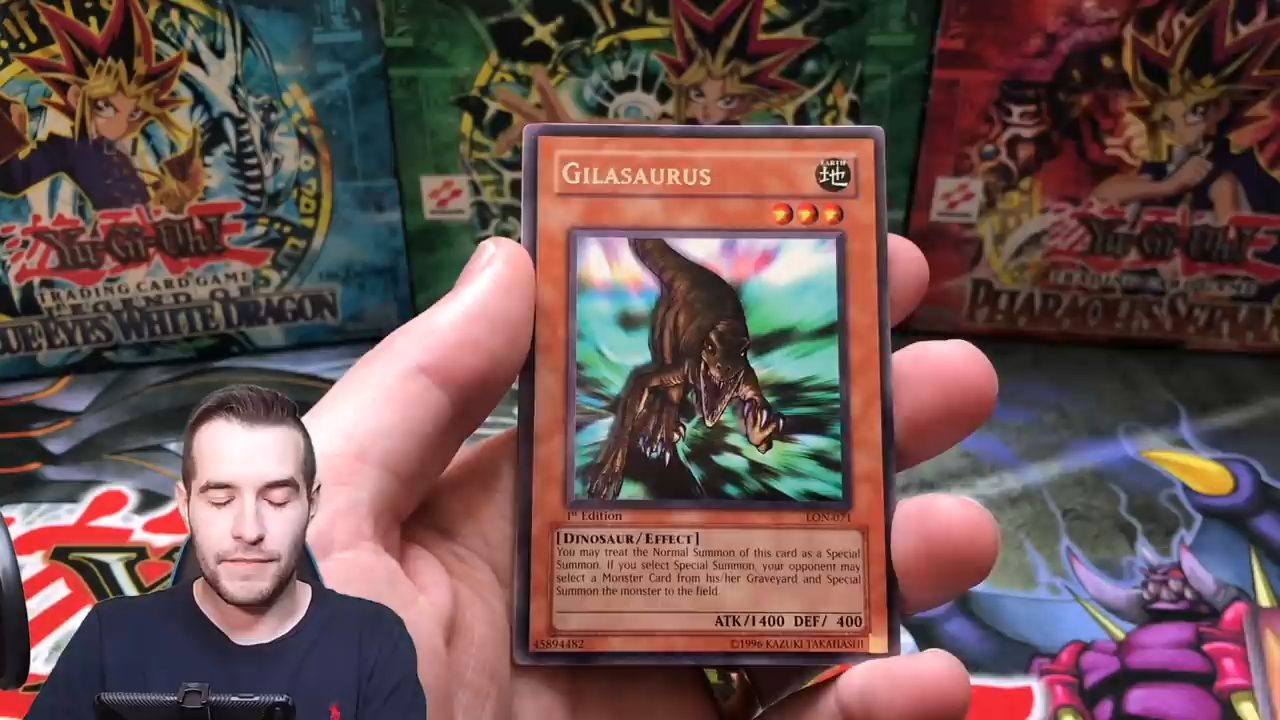 Yu-Gi-Oh!
TRADING CARD GAME
LEGEND OF
BLUE EYES WHITE DRAGON
Yu-Gi-Oh!
PHARAOH'S SERVANT
GILASAURUS
EARTH
地
1st Edition
LON-071
[DINOSAUR/EFFECT]
You may treat the Normal Summon of this card as a Special
Summon. If you select Special Summon, your opponent may
select a Monster Card from his/her Graveyard and Special
Summon the monster to the field.
ATK/1400 DEF/ 400
45894482
©1996 KAZUKI TAKAHASHI